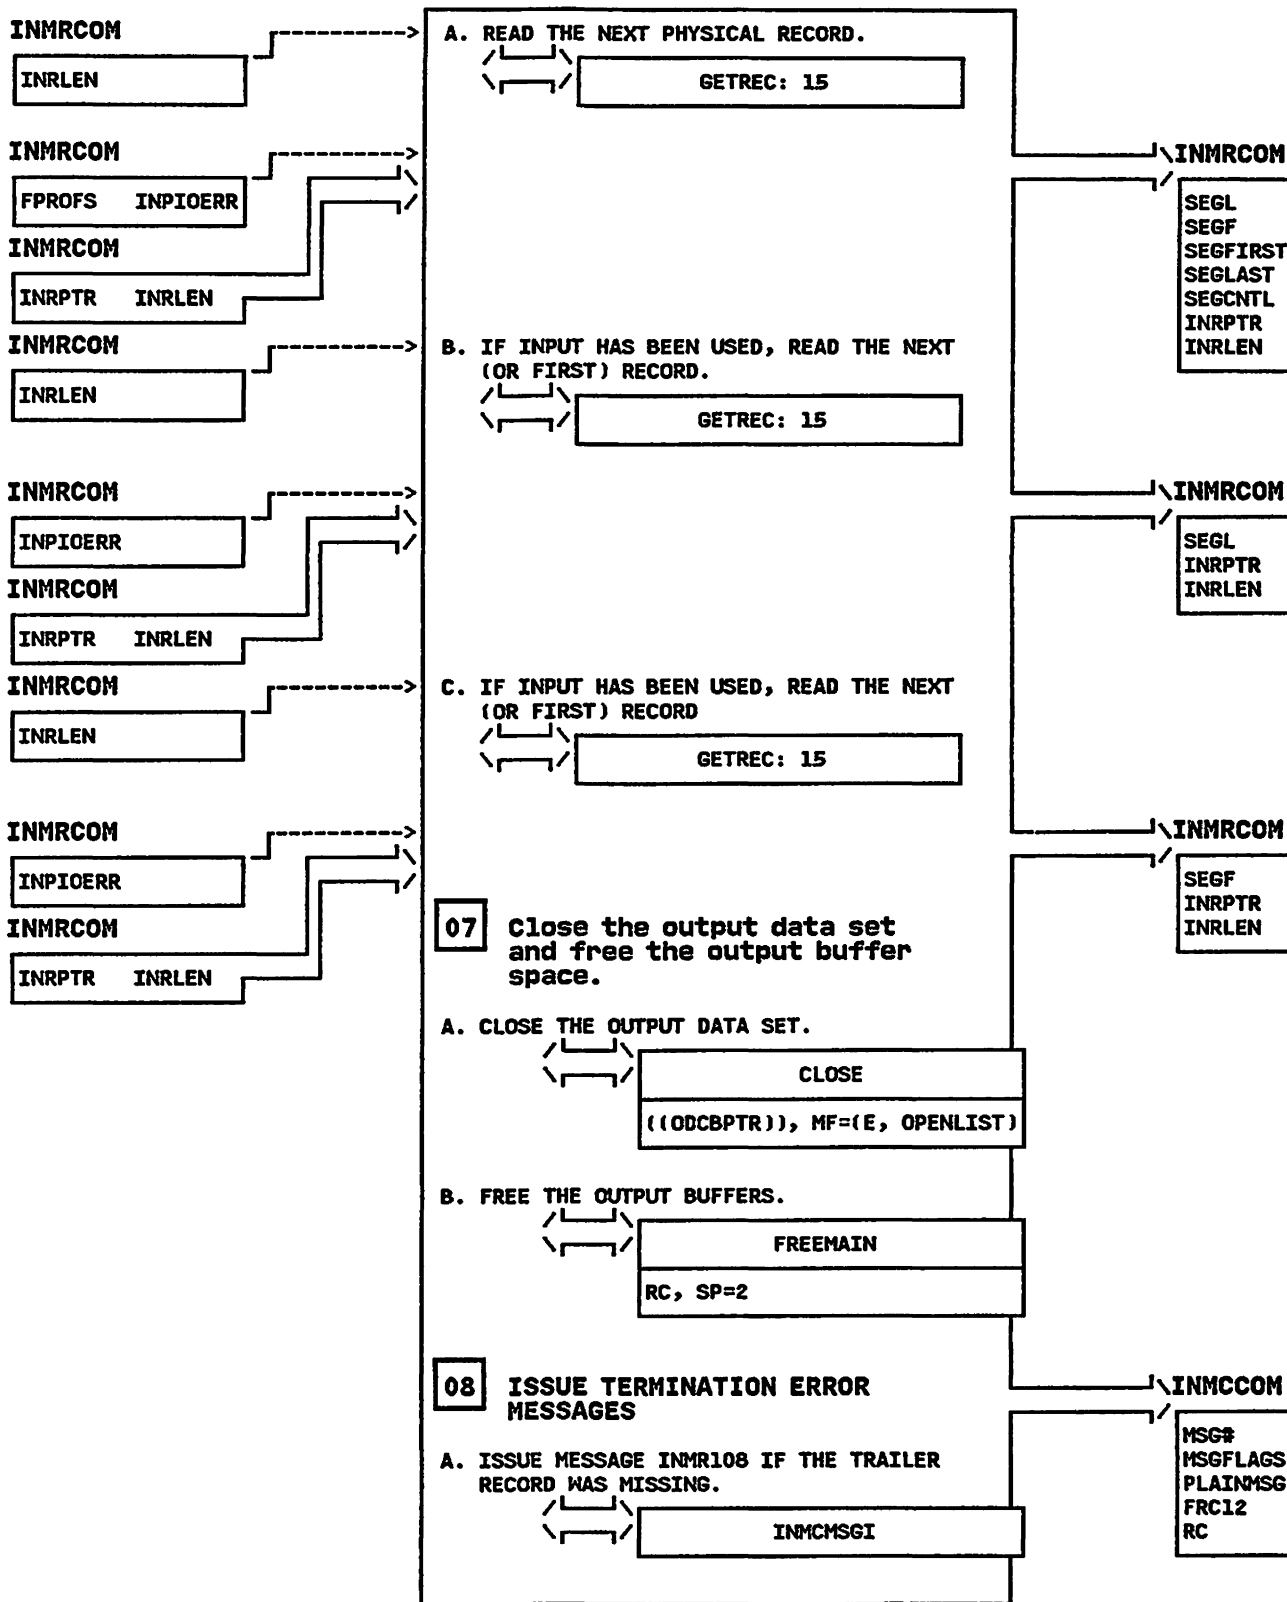 INMRCOM
INRLEN
A. READ THE NEXT PHYSICAL RECORD.
GETREC: 15
INMRCOM
FPROFS INPIOERR
INMRCOM
INRPTR INRLEN
INMRCOM
SEGL
SEGF
SEGFIRST
SEGLAST
SEGCNTL
INRPTR
INRLEN
INMRCOM
INRLEN
B. IF INPUT HAS BEEN USED, READ THE NEXT
(OR FIRST) RECORD.
GETREC: 15
INMRCOM
INPIOERR
INMRCOM
INRPTR INRLEN
INMRCOM
SEGL
INRPTR
INRLEN
INMRCOM
INRLEN
C. IF INPUT HAS BEEN USED, READ THE NEXT
(OR FIRST) RECORD
GETREC: 15
INMRCOM
INPIOERR
INMRCOM
INRPTR INRLEN
INMRCOM
SEGF
INRPTR
INRLEN
07 Close the output data set
and free the output buffer
space.
A. CLOSE THE OUTPUT DATA SET.
CLOSE
((ODCBPTR)), MF=(E, OPENLIST)
B. FREE THE OUTPUT BUFFERS.
FREEMAIN
RC, SP=2
08 ISSUE TERMINATION ERROR
MESSAGES
A. ISSUE MESSAGE INMR108 IF THE TRAILER
RECORD WAS MISSING.
INMCMSGI
INMCCOM
MSG#
MSGFLAGS
PLAINMSG
FRC12
RC